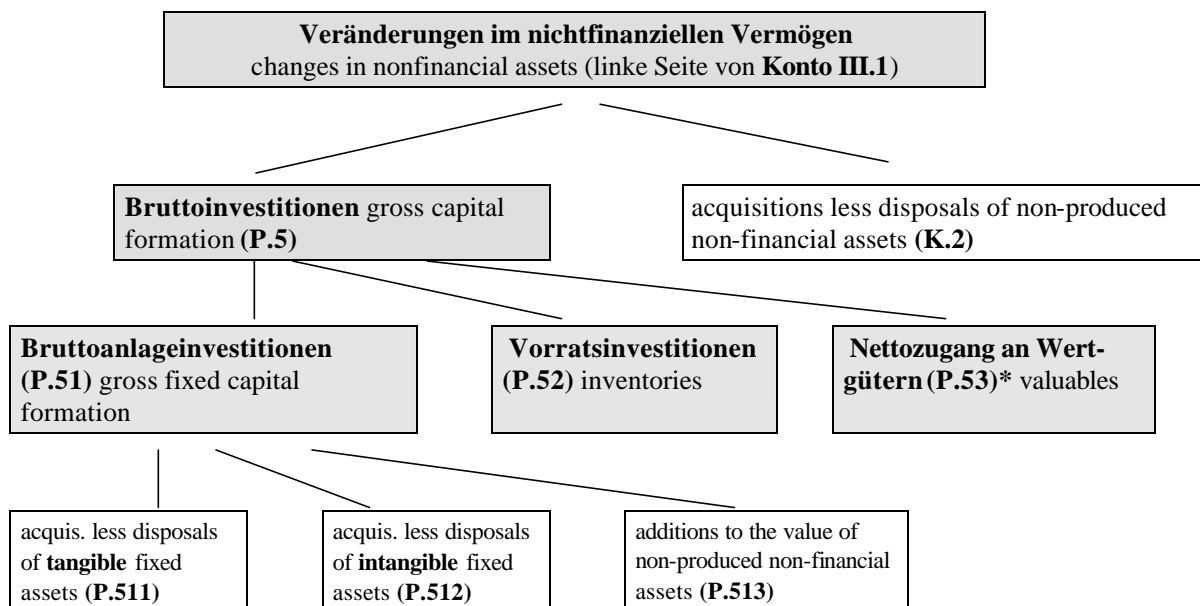 Veränderungen im nichtfinanziellen Vermögen
changes in nonfinancial assets (linke Seite von Konto III.1)
Bruttoinvestitionen gross capital
formation (P.5)
acquisitions less disposals of non-produced
non-financial assets (K.2)
Bruttoanlageinvestitionen
(P.51) gross fixed capital
formation
Vorratsinvestitionen
(P.52) inventories
Nettozugang an Wert-
gütern (P.53)* valuables
acquis. less disposals
of tangible fixed
assets (P.511)
acquis. less disposals
of intangible fixed
assets (P.512)
additions to the value of
non-produced non-financial
assets (P.513)